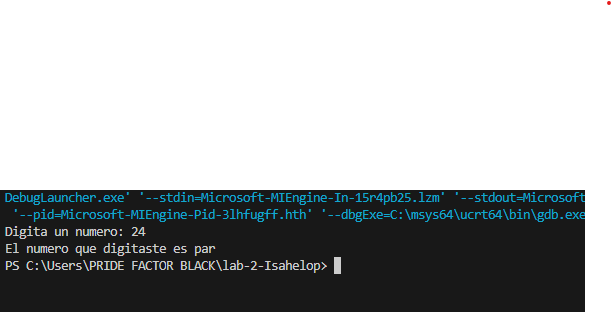 DebugLauncher.exe' '--stdin=Microsoft-MIEngine-In-15r4pb25.lzm' '--stdout=Microsoft
'--pid=Microsoft-MIEngine-Pid-3lhfugff.hth' '--dbgExe=C:\msys64\ucrt64\bin\gdb.exe
Digita un numero: 24
El numero que digitaste es par
PS C:\Users\PRIDE FACTOR BLACK\lab-2-Isahelop>